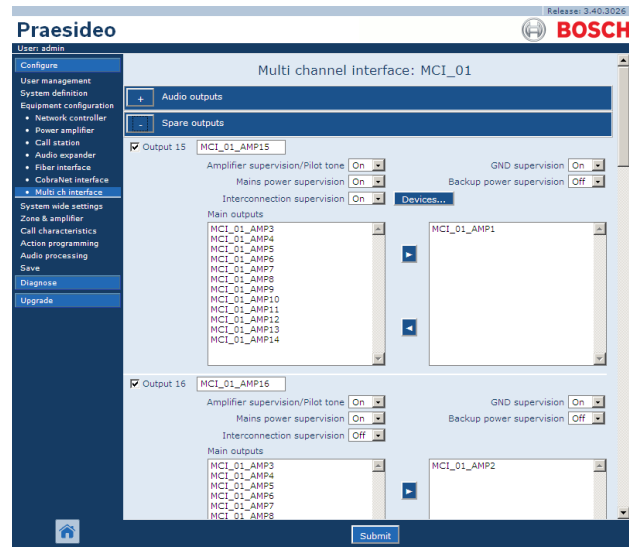 Release: 3.40.3026
Praesideo
BOSCH
User: admin
Configure
User management
System definition
Equipment configuration
• Network controller
• Power amplifier
• Call station
• Audio expander
• Fiber interface
• CobraNet interface
• Multi ch interface
System wide settings
Zone & amplifier
Call characteristics
Action programming
Audio processing
Save
Diagnose
Upgrade
Multi channel interface: MCI_01
+ Audio outputs
- Spare outputs
Output 15 MCI_01_AMP15
Amplifier supervision/Pilot tone On GND supervision On
Mains power supervision On Backup power supervision Off
Interconnection supervision On Devices...
Main outputs
MCI_01_AMP3
MCI_01_AMP4
MCI_01_AMP5
MCI_01_AMP6
MCI_01_AMP7
MCI_01_AMP8
MCI_01_AMP9
MCI_01_AMP10
MCI_01_AMP11
MCI_01_AMP12
MCI_01_AMP13
MCI_01_AMP14
MCI_01_AMP1
Output 16 MCI_01_AMP16
Amplifier supervision/Pilot tone On GND supervision On
Mains power supervision On Backup power supervision Off
Interconnection supervision Off
Main outputs
MCI_01_AMP3
MCI_01_AMP4
MCI_01_AMP5
MCI_01_AMP6
MCI_01_AMP7
MCI_01_AMP8
MCI_01_AMP2
Submit